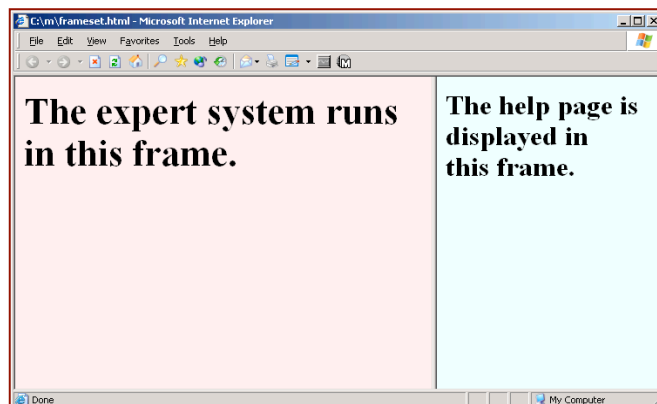 C:\m\frameset.html - Microsoft Internet Explorer
File Edit View Favorites Tools Help
The expert system runs
in this frame.
The help page is
displayed in
this frame.
Done
My Computer